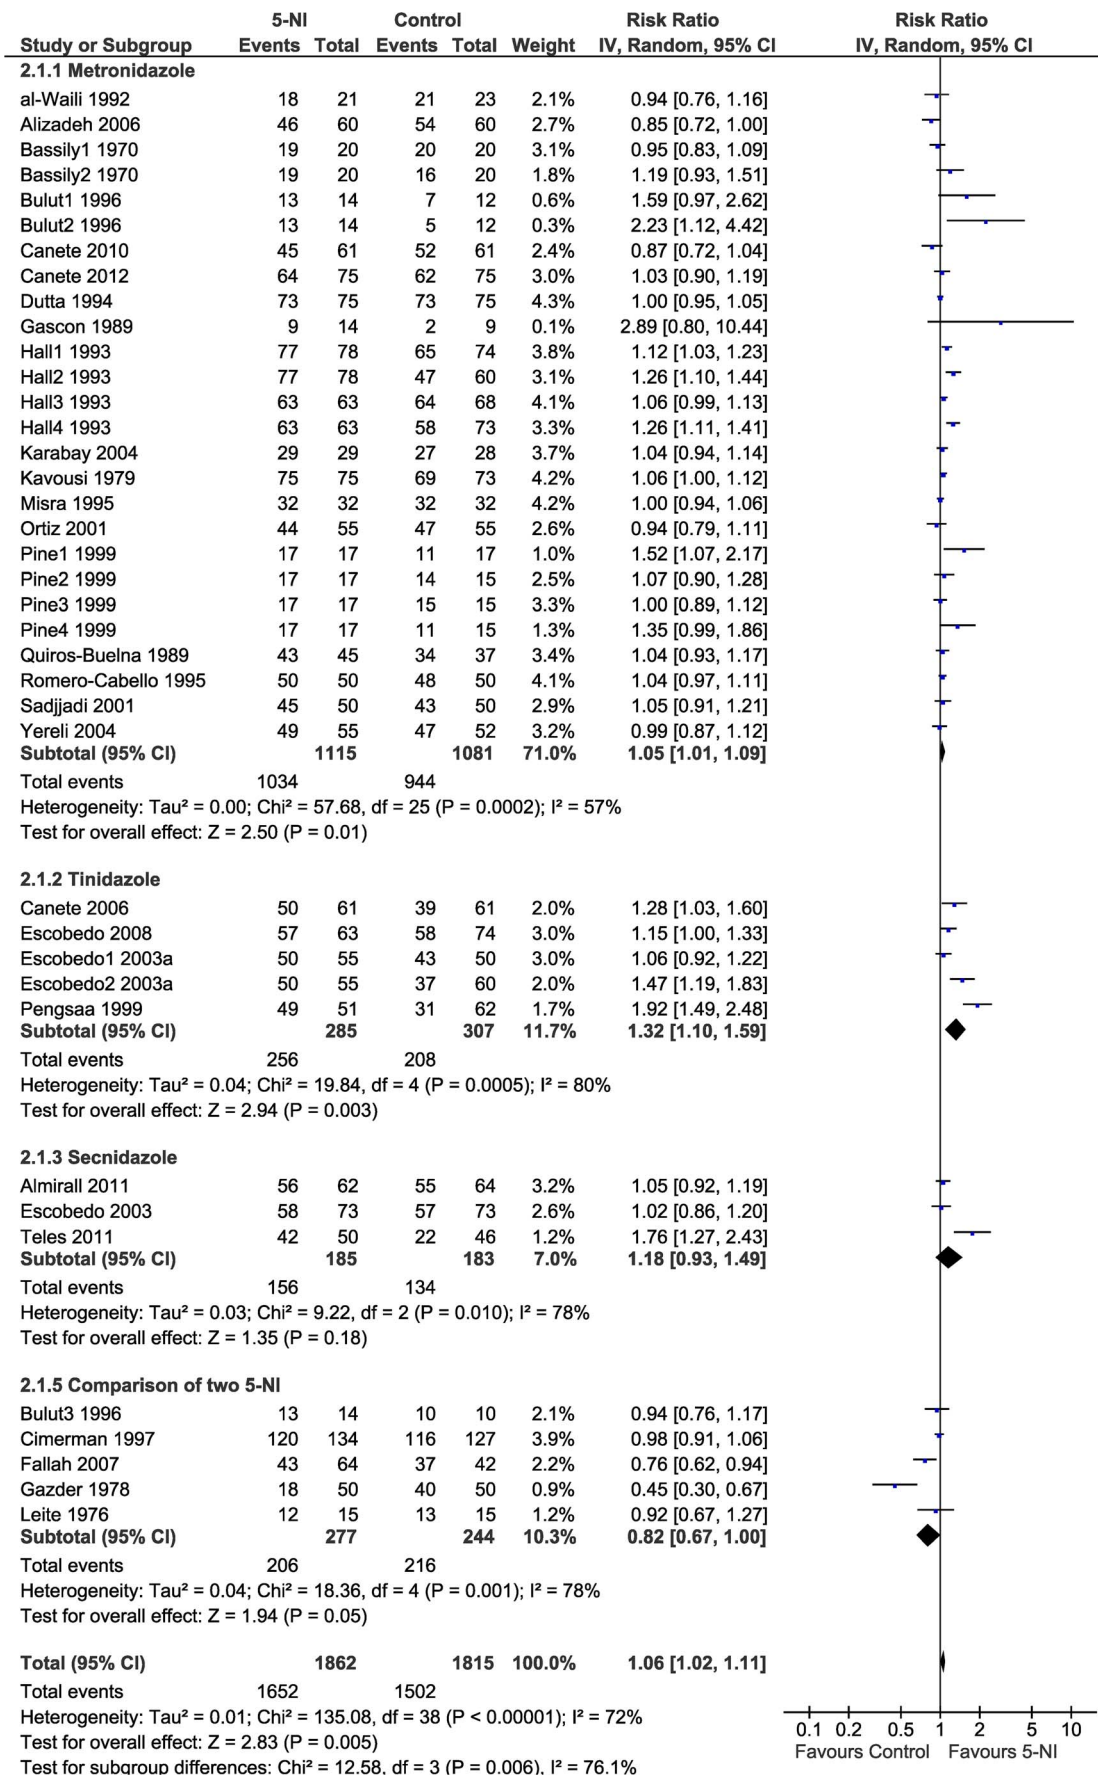 5-NI Control Risk Ratio Risk Ratio
Study or Subgroup Events Total Events Total Weight IV, Random, 95% CI IV, Random, 95% CI
2.1.1 Metronidazole
al-Waili 1992 18 21 21 23 2.1% 0.94 [0.76, 1.16]
Alizadeh 2006 46 60 54 60 2.7% 0.85 [0.72, 1.00]
Bassily1 1970 19 20 20 20 3.1% 0.95 [0.83, 1.09]
Bassily2 1970 19 20 16 20 1.8% 1.19 [0.93, 1.51]
Bulut1 1996 13 14 7 12 0.6% 1.59 [0.97, 2.62]
Bulut2 1996 13 14 5 12 0.3% 2.23 [1.12, 4.42]
Canete 2010 45 61 52 61 2.4% 0.87 [0.72, 1.04]
Canete 2012 64 75 62 75 3.0% 1.03 [0.90, 1.19]
Dutta 1994 73 75 73 75 4.3% 1.00 [0.95, 1.05]
Gascon 1989 9 14 2 9 0.1% 2.89 [0.80, 10.44]
Hall1 1993 77 78 65 74 3.8% 1.12 [1.03, 1.23]
Hall2 1993 77 78 47 60 3.1% 1.26 [1.10, 1.44]
Hall3 1993 63 63 64 68 4.1% 1.06 [0.99, 1.13]
Hall4 1993 63 63 58 73 3.3% 1.26 [1.11, 1.41]
Karabay 2004 29 29 27 28 3.7% 1.04 [0.94, 1.14]
Kavousi 1979 75 75 69 73 4.2% 1.06 [1.00, 1.12]
Misra 1995 32 32 32 32 4.2% 1.00 [0.94, 1.06]
Ortiz 2001 44 55 47 55 2.6% 0.94 [0.79, 1.11]
Pine1 1999 17 17 11 17 1.0% 1.52 [1.07, 2.17]
Pine2 1999 17 17 14 15 2.5% 1.07 [0.90, 1.28]
Pine3 1999 17 17 15 15 3.3% 1.00 [0.89, 1.12]
Pine4 1999 17 17 11 15 1.3% 1.35 [0.99, 1.86]
Quiros-Buelna 1989 43 45 34 37 3.4% 1.04 [0.93, 1.17]
Romero-Cabello 1995 50 50 48 50 4.1% 1.04 [0.97, 1.11]
Sadjjadi 2001 45 50 43 50 2.9% 1.05 [0.91, 1.21]
Yereli 2004 49 55 47 52 3.2% 0.99 [0.87, 1.12]
Subtotal (95% CI) 1115 1081 71.0% 1.05 [1.01, 1.09]
Total events 1034 944
Heterogeneity: Tau² = 0.00; Chi² = 57.68, df = 25 (P = 0.0002); I² = 57%
Test for overall effect: Z = 2.50 (P = 0.01)
2.1.2 Tinidazole
Canete 2006 50 61 39 61 2.0% 1.28 [1.03, 1.60]
Escobedo 2008 57 63 58 74 3.0% 1.15 [1.00, 1.33]
Escobedo1 2003a 50 55 43 50 3.0% 1.06 [0.92, 1.22]
Escobedo2 2003a 50 55 37 60 2.0% 1.47 [1.19, 1.83]
Pengsaa 1999 49 51 31 62 1.7% 1.92 [1.49, 2.48]
Subtotal (95% CI) 285 307 11.7% 1.32 [1.10, 1.59]
Total events 256 208
Heterogeneity: Tau² = 0.04; Chi² = 19.84, df = 4 (P = 0.0005); I² = 80%
Test for overall effect: Z = 2.94 (P = 0.003)
2.1.3 Secnidazole
Almirall 2011 56 62 55 64 3.2% 1.05 [0.92, 1.19]
Escobedo 2003 58 73 57 73 2.6% 1.02 [0.86, 1.20]
Teles 2011 42 50 22 46 1.2% 1.76 [1.27, 2.43]
Subtotal (95% CI) 185 183 7.0% 1.18 [0.93, 1.49]
Total events 156 134
Heterogeneity: Tau² = 0.03; Chi² = 9.22, df = 2 (P = 0.010); I² = 78%
Test for overall effect: Z = 1.35 (P = 0.18)
2.1.5 Comparison of two 5-NI
Bulut3 1996 13 14 10 10 2.1% 0.94 [0.76, 1.17]
Cimerman 1997 120 134 116 127 3.9% 0.98 [0.91, 1.06]
Fallah 2007 43 64 37 42 2.2% 0.76 [0.62, 0.94]
Gazder 1978 18 50 40 50 0.9% 0.45 [0.30, 0.67]
Leite 1976 12 15 13 15 1.2% 0.92 [0.67, 1.27]
Subtotal (95% CI) 277 244 10.3% 0.82 [0.67, 1.00]
Total events 206 216
Heterogeneity: Tau² = 0.04; Chi² = 18.36, df = 4 (P = 0.001); I² = 78%
Test for overall effect: Z = 1.94 (P = 0.05)
Total (95% CI) 1862 1815 100.0% 1.06 [1.02, 1.11]
Total events 1652 1502
Heterogeneity: Tau² = 0.01; Chi² = 135.08, df = 38 (P < 0.00001); I² = 72%
Test for overall effect: Z = 2.83 (P = 0.005)
Test for subgroup differences: Chi² = 12.58, df = 3 (P = 0.006), I² = 76.1%
0.1 0.2 0.5 1 2 5 10
Favours Control Favours 5-NI